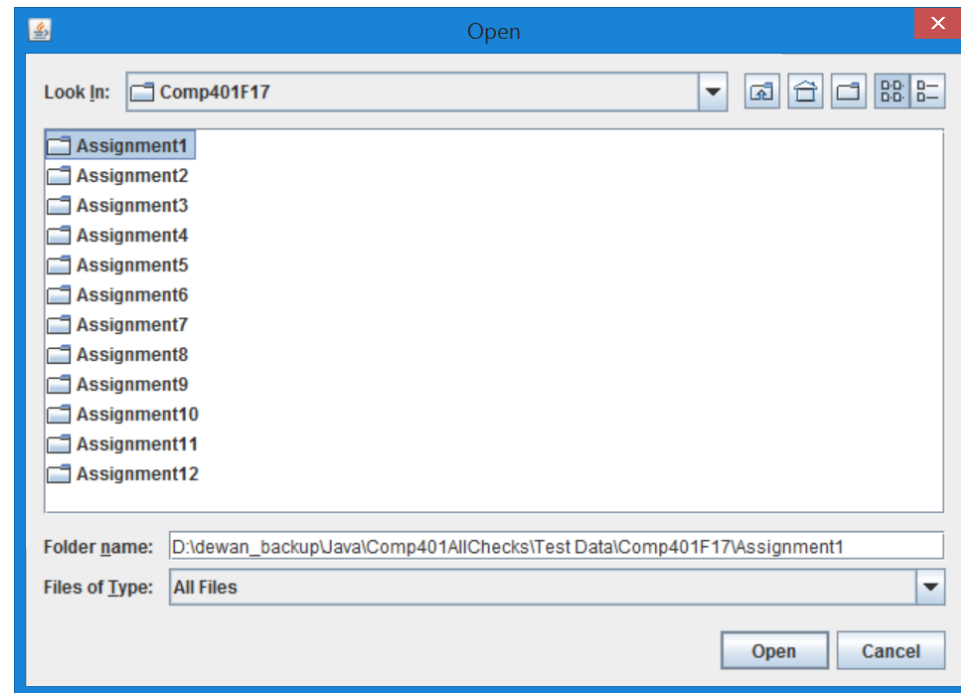 Open
Look In: Comp401F17
Assignment1
Assignment2
Assignment3
Assignment4
Assignment5
Assignment6
Assignment7
Assignment8
Assignment9
Assignment10
Assignment11
Assignment12
Folder name: D:\dewan_backup\Java\Comp401AllChecks\Test Data\Comp401F17\Assignment1
Files of Type: All Files
Open Cancel